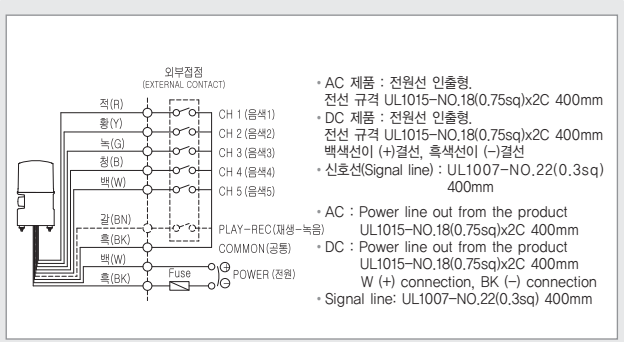 외부접점
(EXTERNAL CONTACT)
적(R)
CH 1 (음색1)
황(Y)
CH 2 (음색2)
녹(G)
CH 3 (음색3)
청(B)
CH 4 (음색4)
백(W)
CH 5 (음색5)
갈(BN)
PLAY-REC(재생-녹음)
흑(BK)
COMMON(공통)
백(W)
흑(BK)
Fuse
POWER (전원)
• AC 제품 : 전원선 인출형.
전선 규격 UL1015-NO.18(0.75sq)x2C 400mm
• DC 제품 : 전원선 인출형.
전선 규격 UL1015-NO.18(0.75sq)x2C 400mm
백색선이 (+)결선, 흑색선이 (-)결선
• 신호선(Signal line) : UL1007-NO.22(0.3sq)
400mm
• AC : Power line out from the product
UL1015-NO.18(0.75sq)x2C 400mm
• DC : Power line out from the product
UL1015-NO.18(0.75sq)x2C 400mm
W (+) connection, BK (-) connection
• Signal line: UL1007-NO.22(0.3sq) 400mm